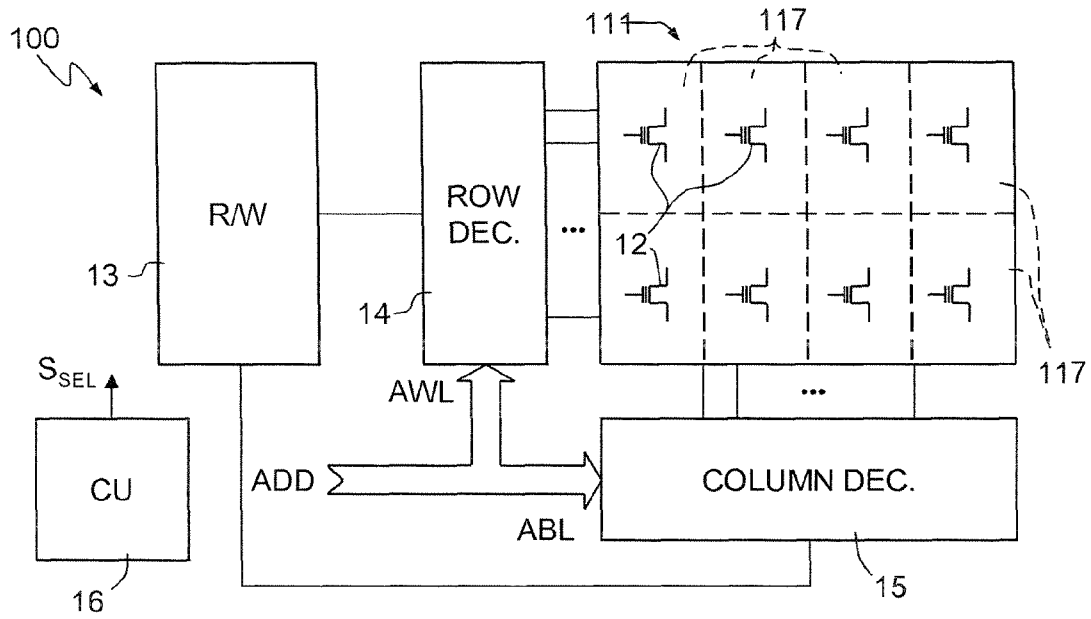 100
111
117
R/W
ROW
DEC.
...
12
13
14
117
S_SEL
AWL
...
CU
ADD
COLUMN DEC.
ABL
16
15